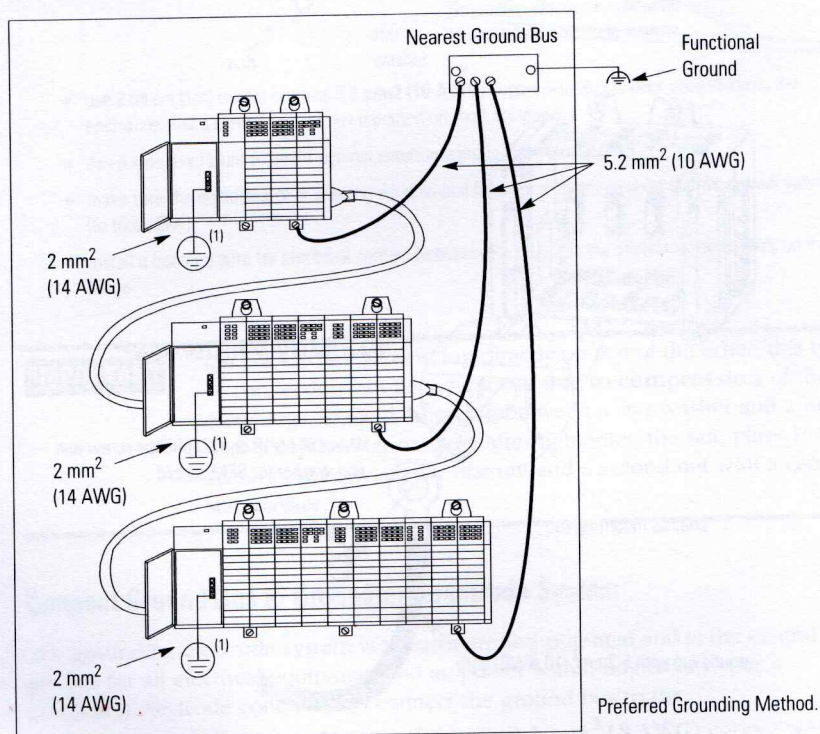 Nearest Ground Bus
Functional
Ground
5.2 mm² (10 AWG)
(1)
2 mm²
(14 AWG)
(1)
2 mm²
(14 AWG)
(1)
2 mm²
(14 AWG)
Preferred Grounding Method.